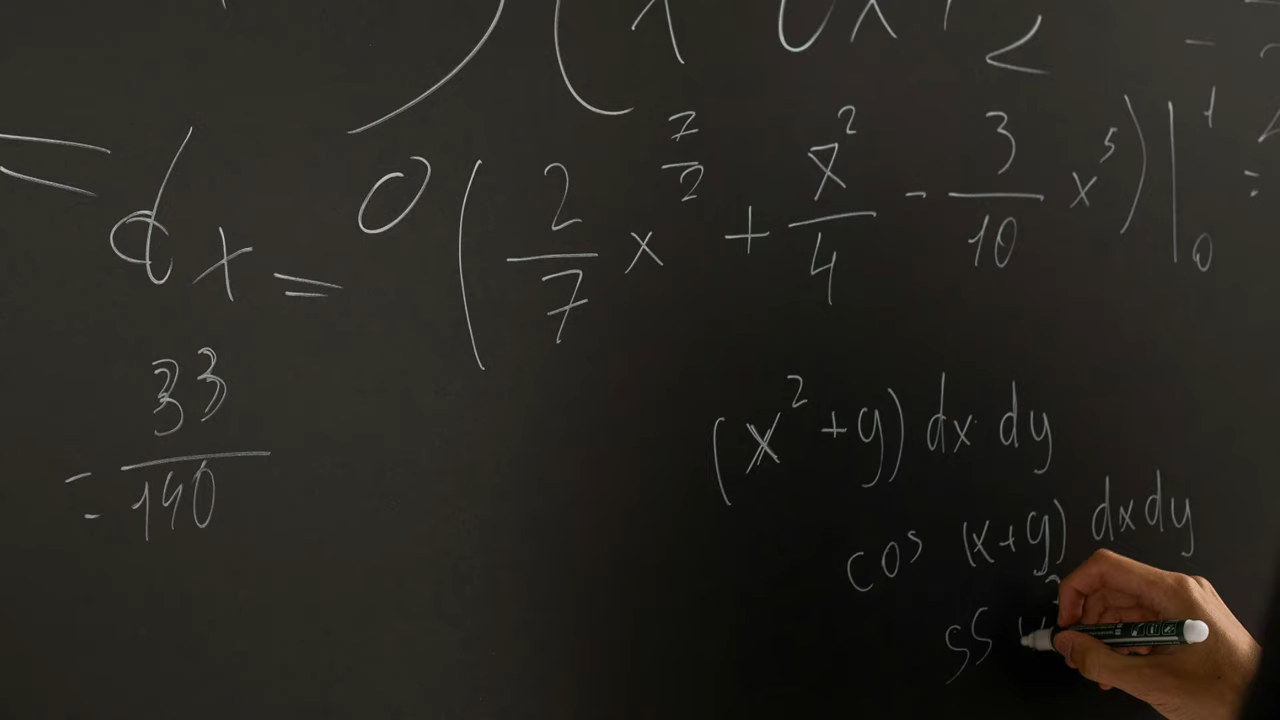 dx = 0 ( 2/7 x^7/2 + x^2/4 - 3/10 x^5 ) |_0^1
= 33/140
(x^2 + y) dx dy
cos (x+y) dx dy
SS